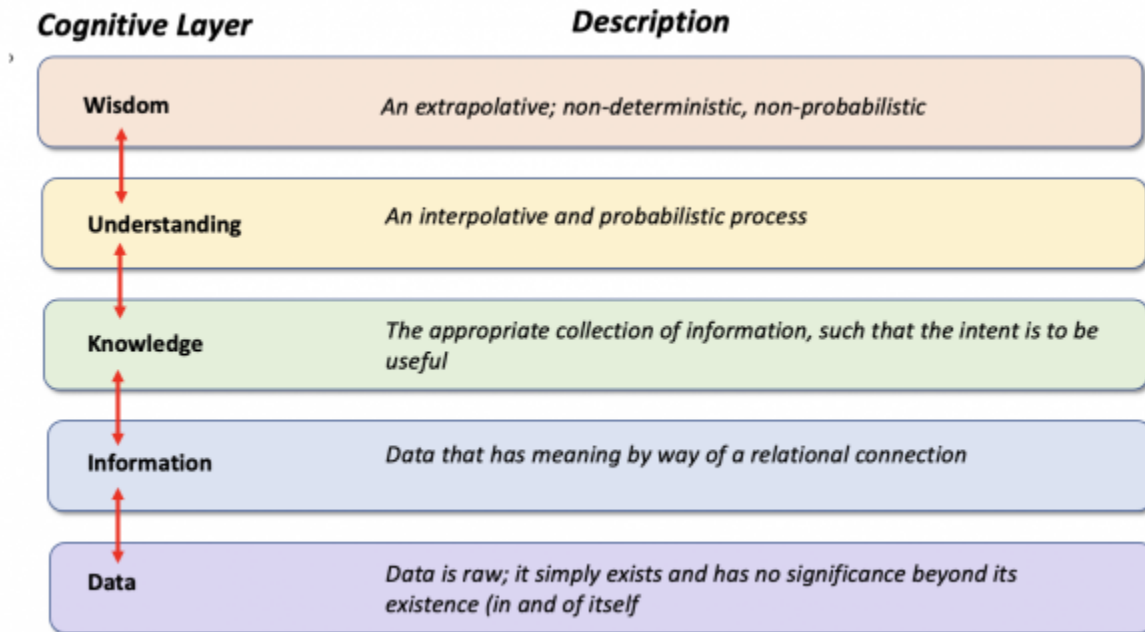 Cognitive Layer
Description
Wisdom
An extrapolative; non-deterministic, non-probabilistic
Understanding
An interpolative and probabilistic process
Knowledge
The appropriate collection of information, such that the intent is to be
useful
Information
Data that has meaning by way of a relational connection
Data
Data is raw; it simply exists and has no significance beyond its
existence (in and of itself